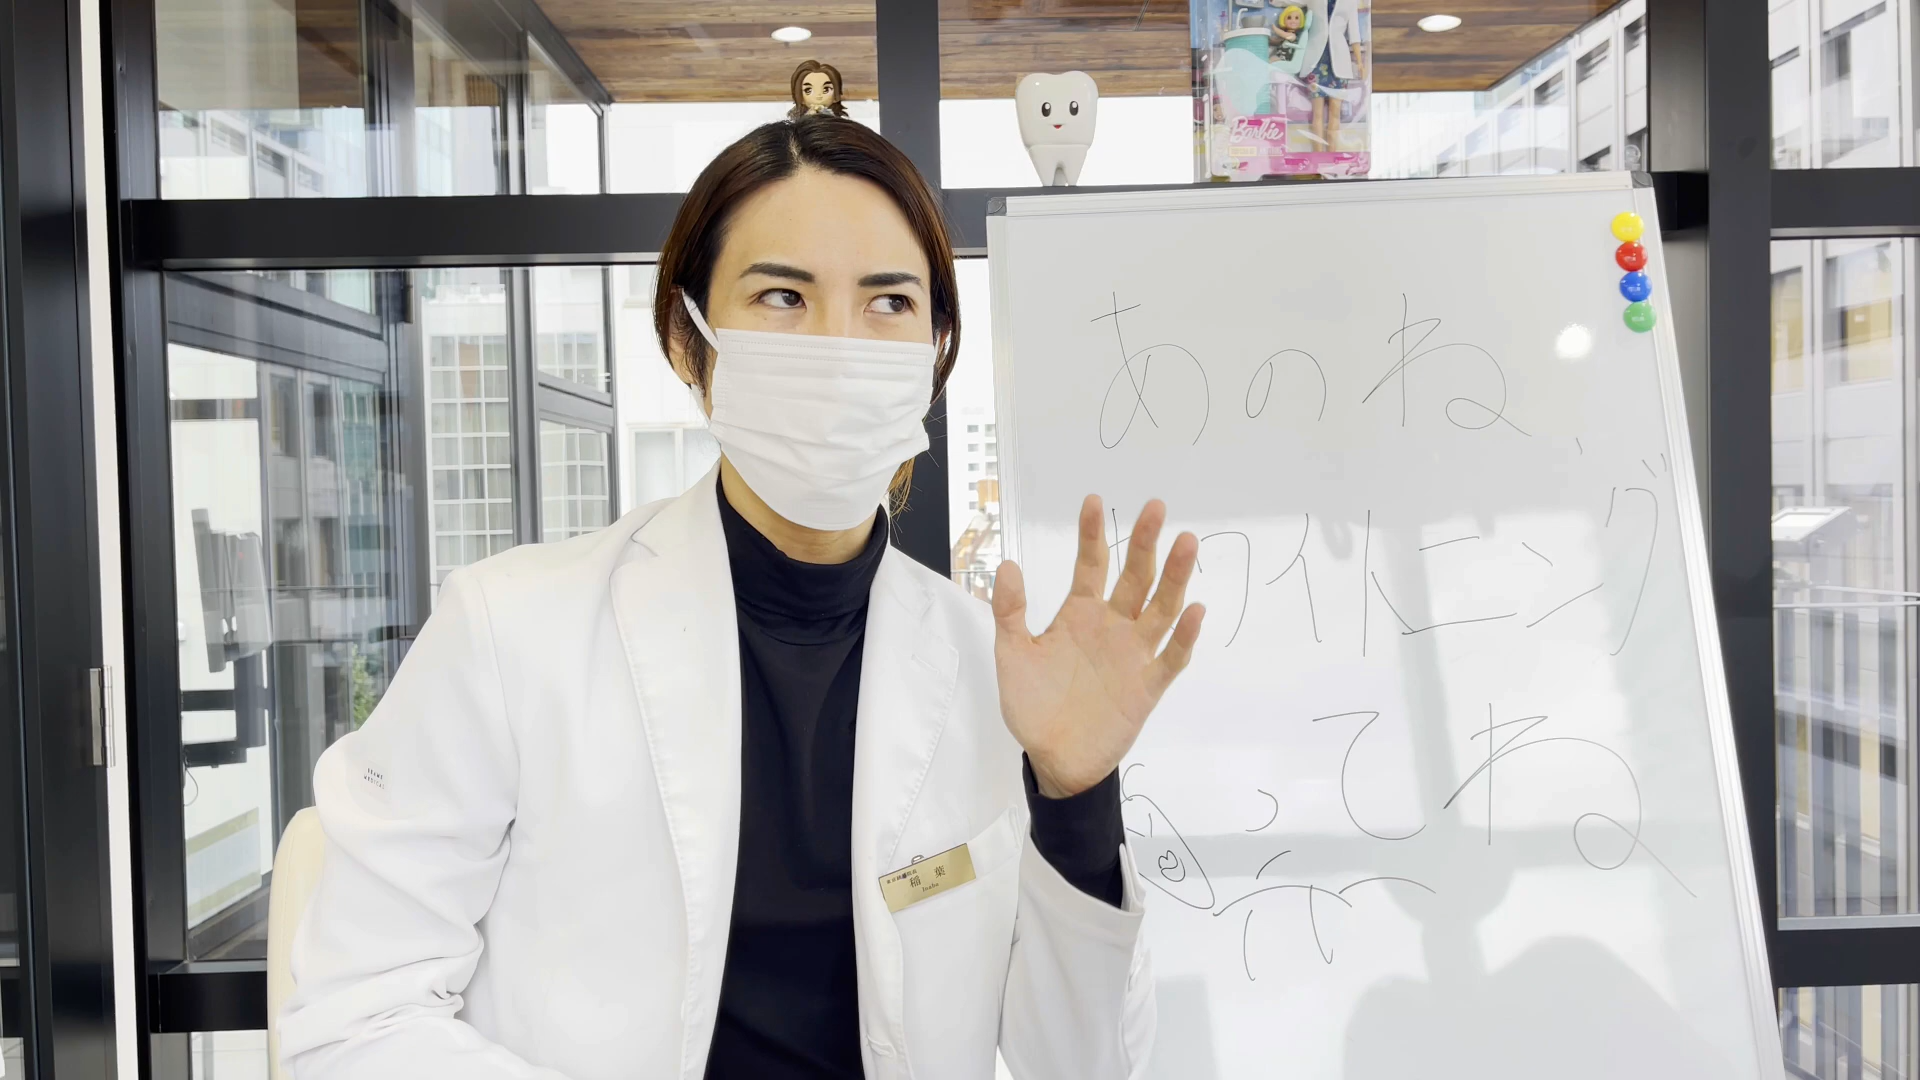 Barbie
あのね、
ホワイトニング
ってね
稲葉
Inaba